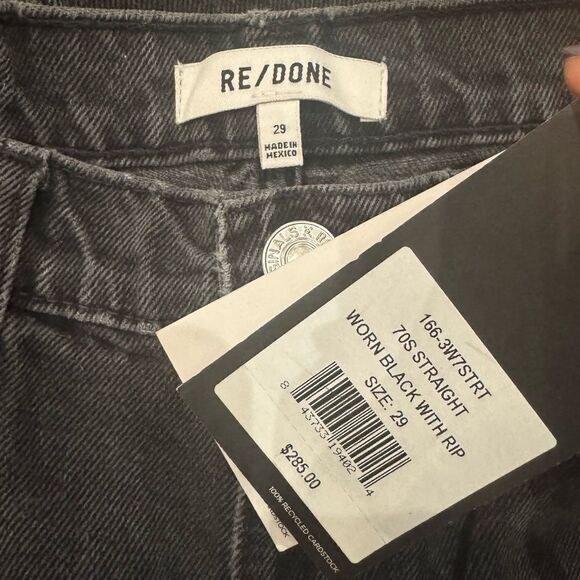 RE/DONE
29
MADE IN
MEXICO
166-3W7STRT
70S STRAIGHT
WORN BLACK WITH RIP
SIZE: 29
8 43733 19402 4
$285.00
100% RECYCLED CARDSTOCK